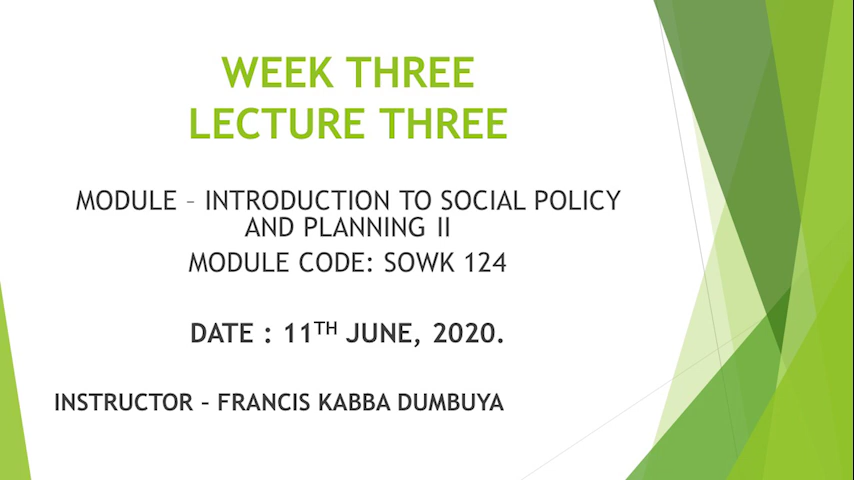 WEEK THREE
LECTURE THREE
MODULE – INTRODUCTION TO SOCIAL POLICY
AND PLANNING II
MODULE CODE: SOWK 124
DATE : 11TH JUNE, 2020.
INSTRUCTOR – FRANCIS KABBA DUMBUYA